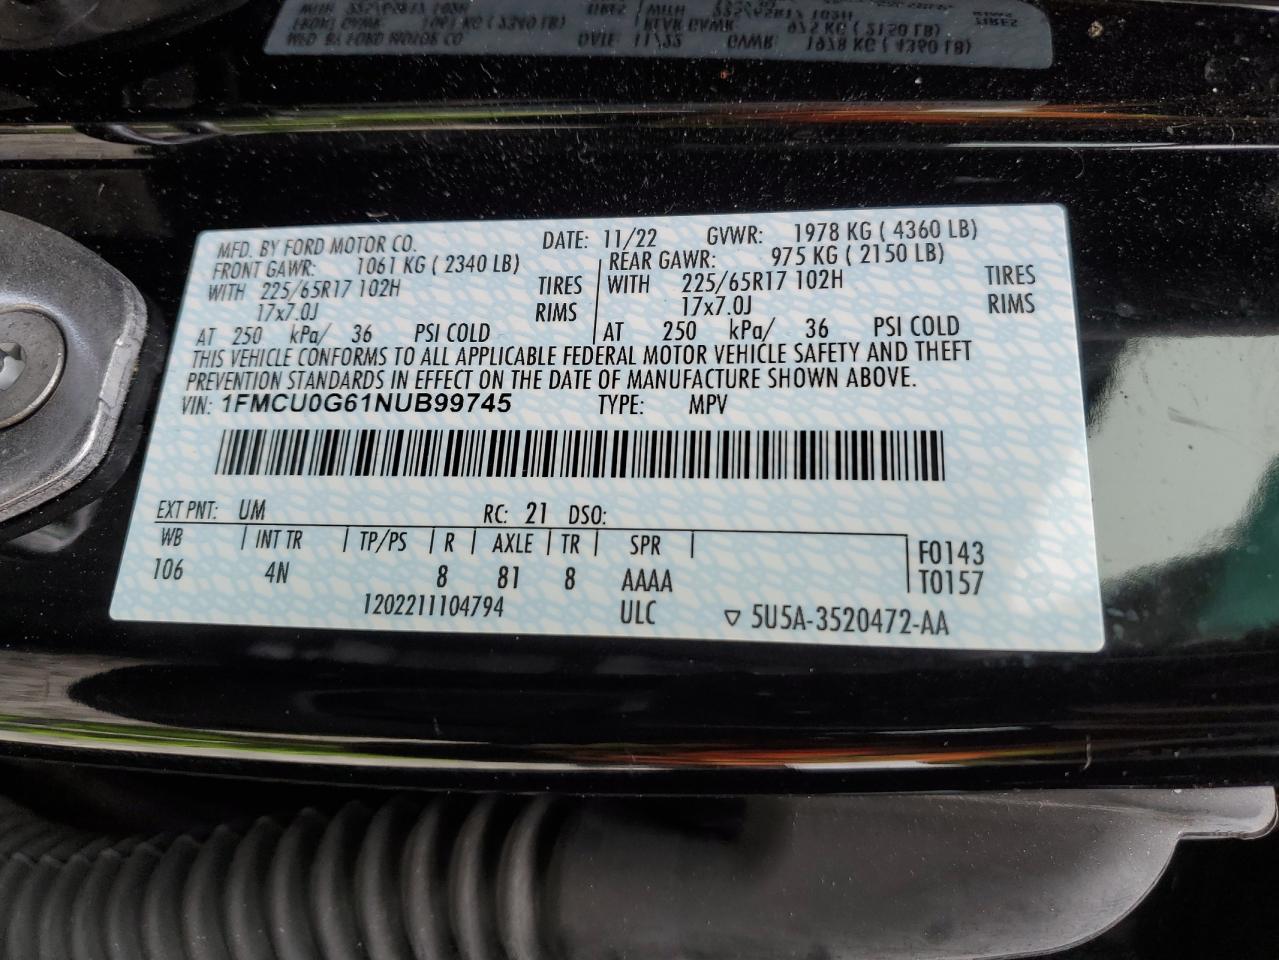 MFD. BY FORD MOTOR CO. DATE: 11/22 GVWR: 1978 KG ( 4360 LB)
FRONT GAWR: 1061 KG ( 2340 LB) REAR GAWR: 975 KG ( 2150 LB)
WITH 225/65R17 102H TIRES WITH 225/65R17 102H TIRES
17x7.0J RIMS 17x7.0J RIMS
AT 250 kPa/ 36 PSI COLD AT 250 kPa/ 36 PSI COLD
THIS VEHICLE CONFORMS TO ALL APPLICABLE FEDERAL MOTOR VEHICLE SAFETY AND THEFT
PREVENTION STANDARDS IN EFFECT ON THE DATE OF MANUFACTURE SHOWN ABOVE.
VIN: 1FMCU0G61NUB99745 TYPE: MPV
EXT PNT: UM RC: 21 DSO:
WB INT TR TP/PS R AXLE TR SPR F0143
106 4N 8 81 8 AAAA T0157
1202211104794 ULC ▽ 5U5A-3520472-AA